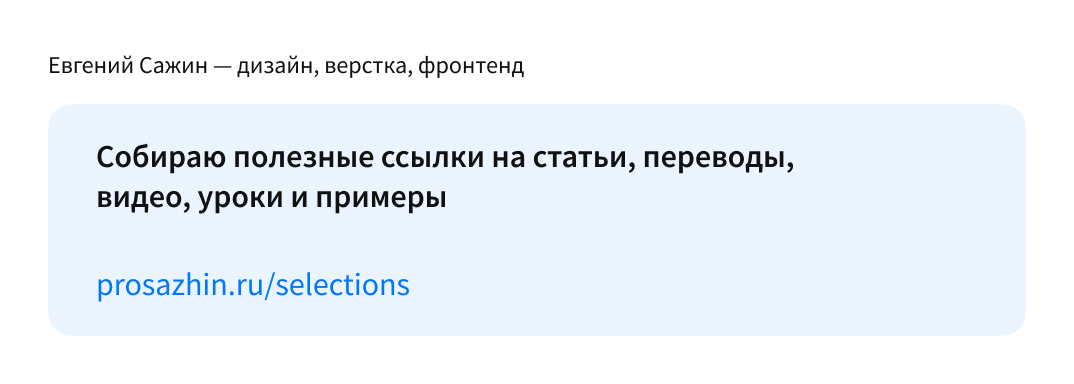 Евгений Сажин — дизайн, верстка, фронтенд
Собираю полезные ссылки на статьи, переводы,
видео, уроки и примеры
prosazhin.ru/selections